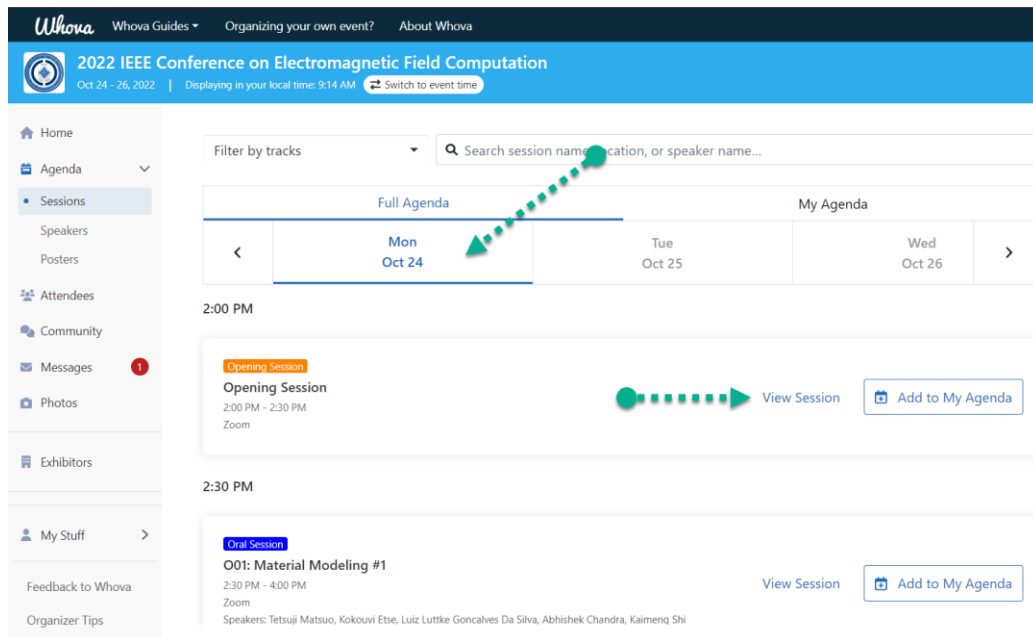 Whova Whova Guides Organizing your own event? About Whova
2022 IEEE Conference on Electromagnetic Field Computation
Oct 24 - 26, 2022 | Displaying in your local time: 9:14 AM Switch to event time
Home
Agenda
Sessions
Speakers
Posters
Attendees
Community
Messages 1
Photos
Exhibitors
My Stuff
Feedback to Whova
Organizer Tips
Filter by tracks
Search session name, location, or speaker name...
Full Agenda My Agenda
Mon Tue Wed
Oct 24 Oct 25 Oct 26
2:00 PM
Opening Session
Opening Session
2:00 PM - 2:30 PM
Zoom
View Session Add to My Agenda
2:30 PM
Oral Session
O01: Material Modeling #1
2:30 PM - 4:00 PM
Zoom
Speakers: Tetsuji Matsuo, Kokouvi Etse, Luiz Luttke Goncalves Da Silva, Abhishek Chandra, Kaimeng Shi
View Session Add to My Agenda